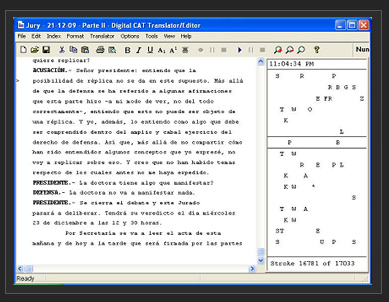 Jury - 21-12-09 - Parte II - Digital CAT Translator/Editor
File Edit Index Format Translate Options Tools Window Help
Num
quiere replicar?
ACUSACIÓN.- Señor presidente: entiendo que la
posibilidad de réplica no se da en este supuesto. Más allá
de que la defensa se ha referido a algunas afirmaciones
que esta parte hizo -a mi modo de ver, no del todo
correctamente-, entiendo que esto no puede ser objeto de
una réplica. Y yo, además, lo entiendo como algo que debe
ser comprendido dentro del amplio y cabal ejercicio del
derecho de defensa. Así que, más allá de no compartir cómo
han sido entendidos algunos conceptos que yo expresé, no
voy a replicar sobre eso. Y creo que no han habido temas
respecto de los cuales antes no me haya expedido.
PRESIDENTE.- La doctora tiene algo que manifestar?
DEFENSA.- La doctora no va a manifestar nada.
PRESIDENTE.- Se cierra el debate y este Jurado
pasará a deliberar. Tendrá su veredicto el día miércoles
23 de diciembre a las 12 y 30 horas.
Por Secretaría se va a leer el acta de esta
mañana y de hoy a la tarde que será firmada por las partes
11:04:34 PM
S R P
R B G S
E FR Z
T W O
K
L
P B
T W
R E P L
K A
K W *
S
T W A
K W
ST E
S U P S
Stroke 16781 of 17033
Ready